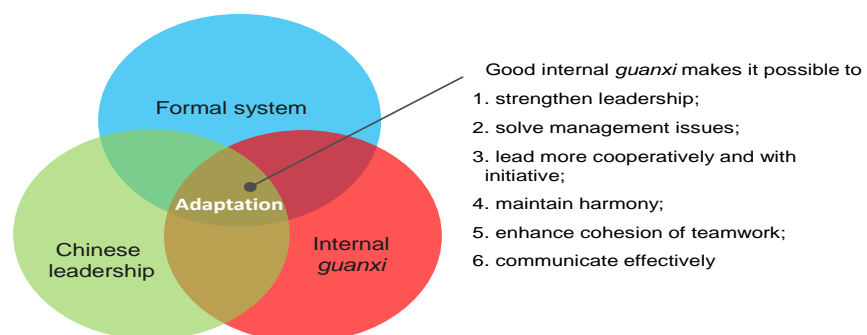 Formal system
Adaptation
Chinese
leadership
Internal
guanxi
Good internal guanxi makes it possible to
1. strengthen leadership;
2. solve management issues;
3. lead more cooperatively and with
initiative;
4. maintain harmony;
5. enhance cohesion of teamwork;
6. communicate effectively